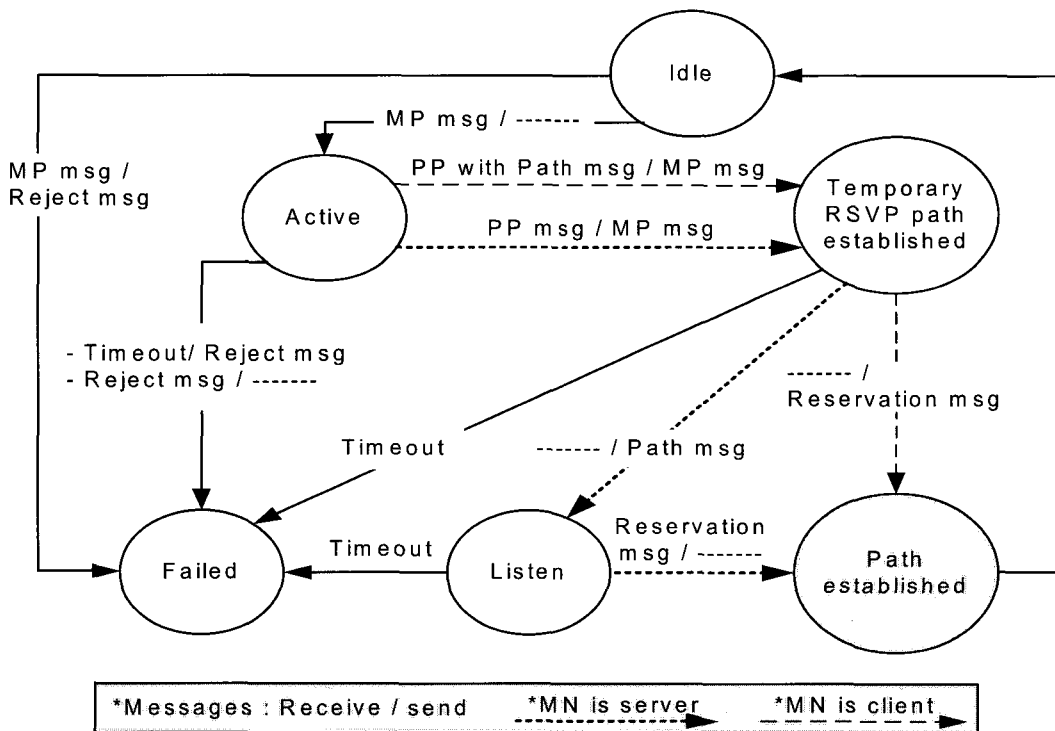 Idle
MP msg / ------
MP msg /
Reject msg
PP with Path msg / MP msg
Active
PP msg / MP msg
Temporary
RSVP path
established
- Timeout/ Reject msg
- Reject msg / ------
------ /
Reservation msg
Timeout
------ / Path msg
Reservation
msg / ------
Timeout
Failed
Listen
Path
established
*Messages : Receive / send
*MN is server
*MN is client